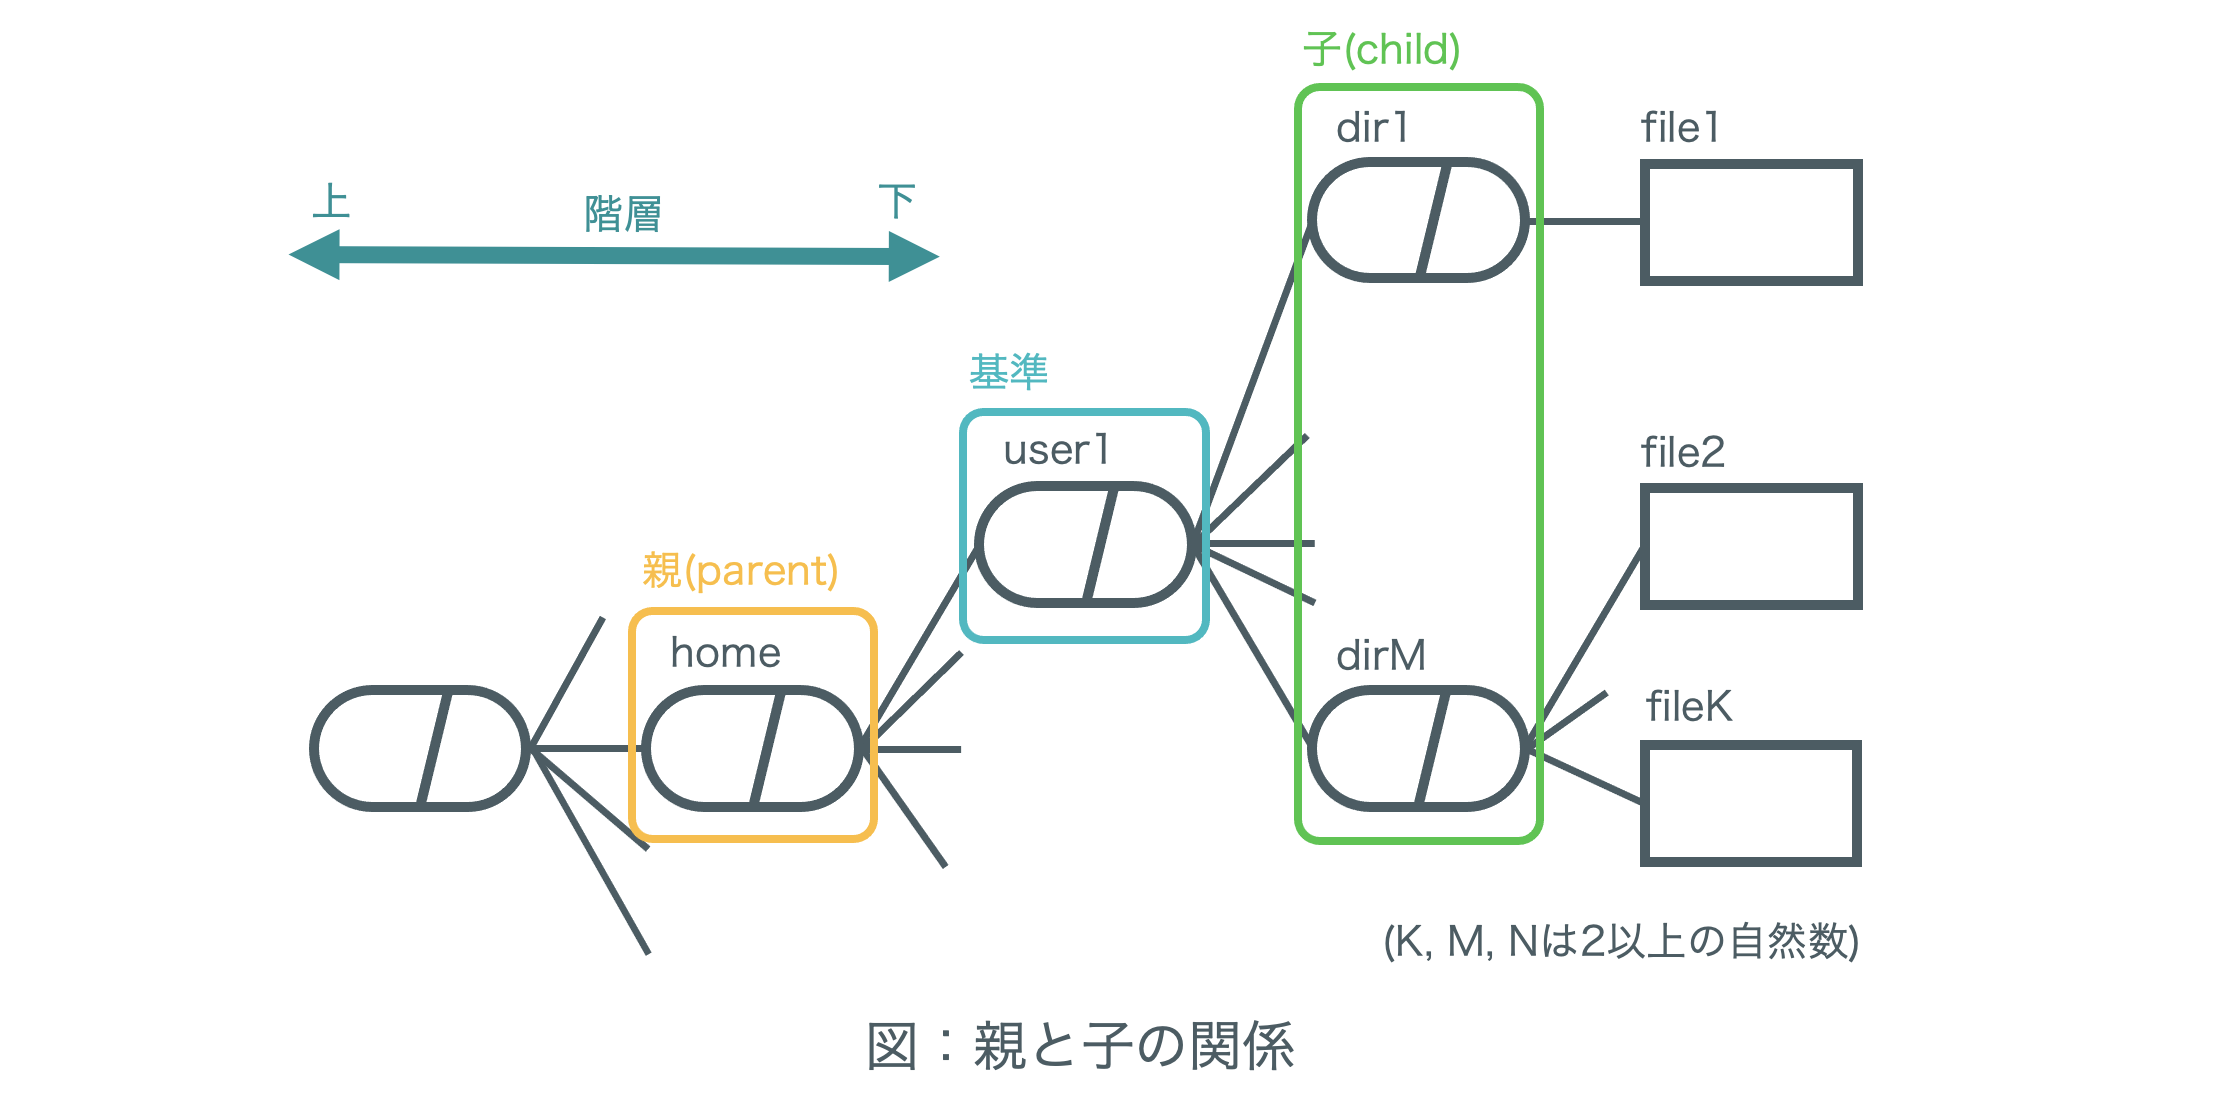 子(child)
dir1
file1
上
階層
下
基準
user1
file2
親(parent)
home
dirM
fileK
(K, M, Nは2以上の自然数)
図：親と子の関係